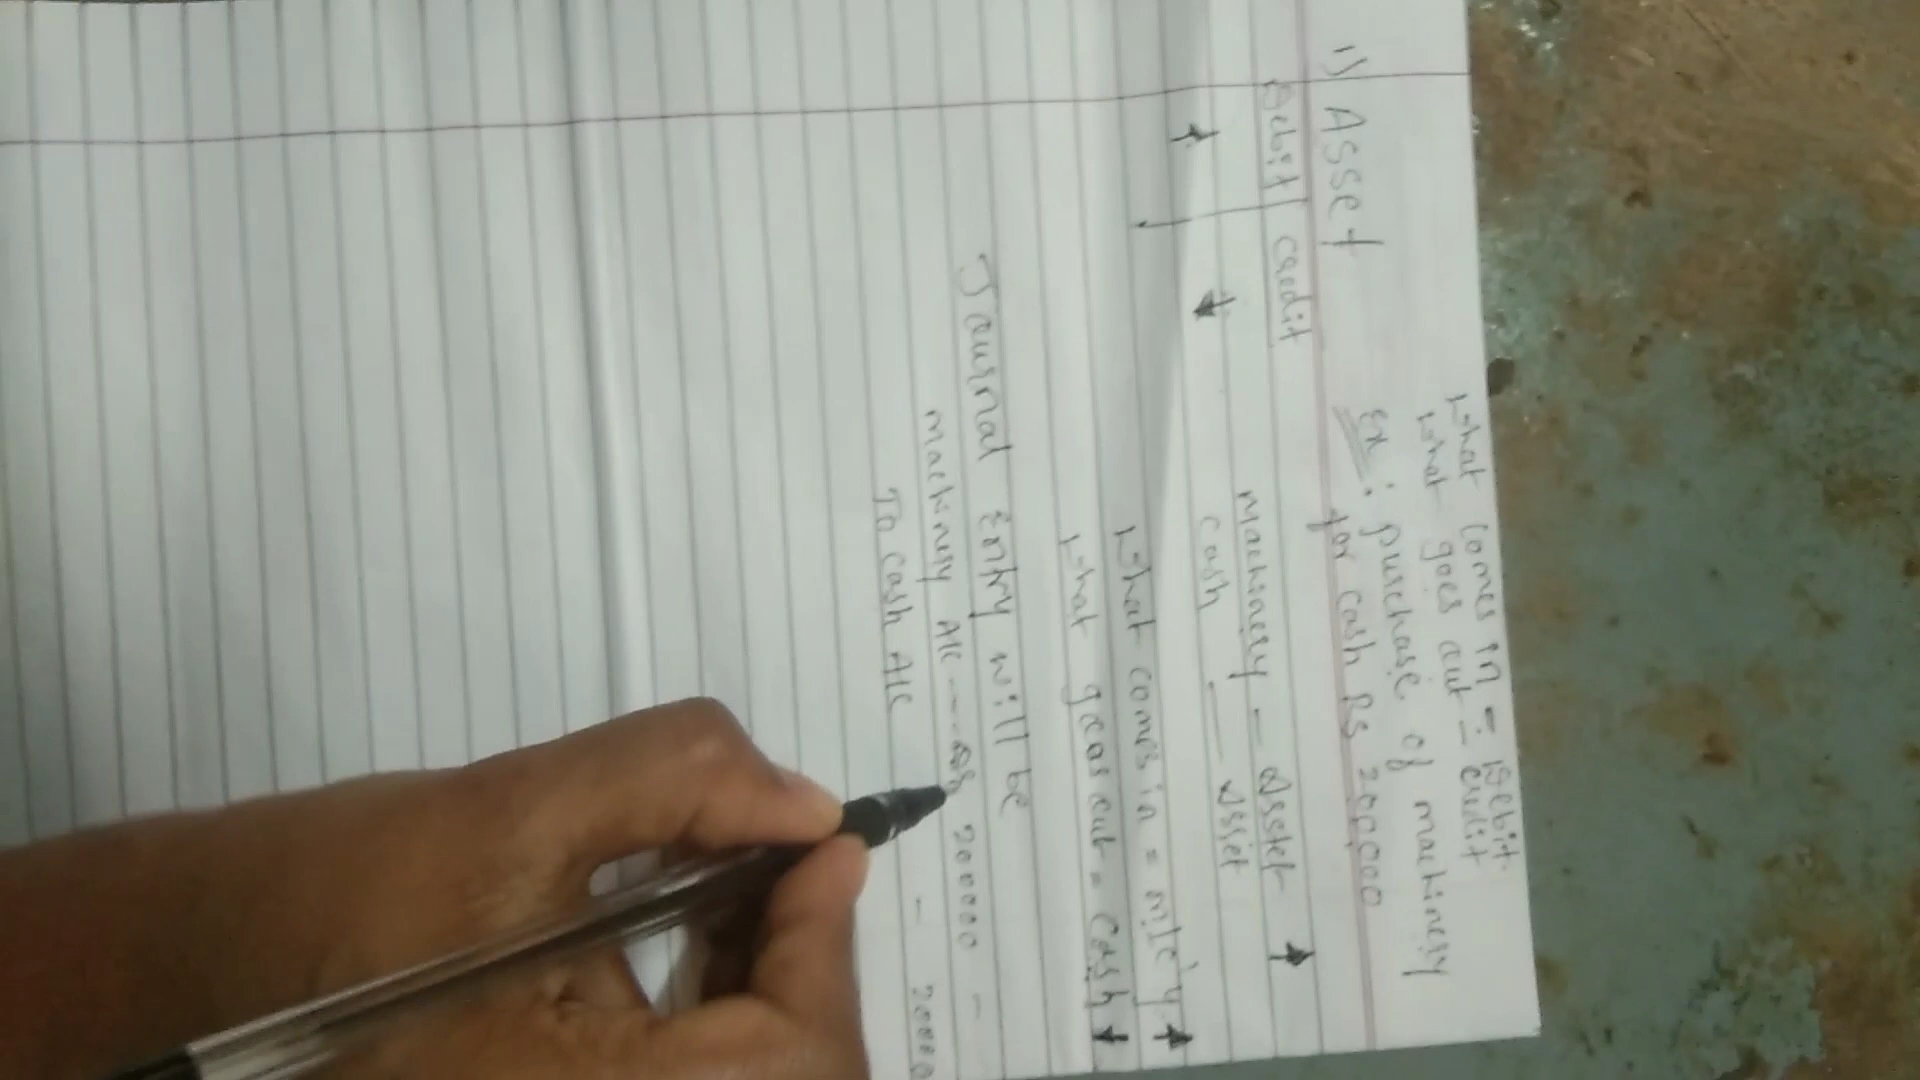 What comes in = Debit
What goes out - credit
1) Asset
Ex : purchase of machinery
for cash Rs 200000
Debit credit
machinery - Asset
cash - Asset
What comes in = m/c'y
What goes out = cash
Journal Entry will be
machinery A/c --- Dr 200000 -
To cash A/c - 20000